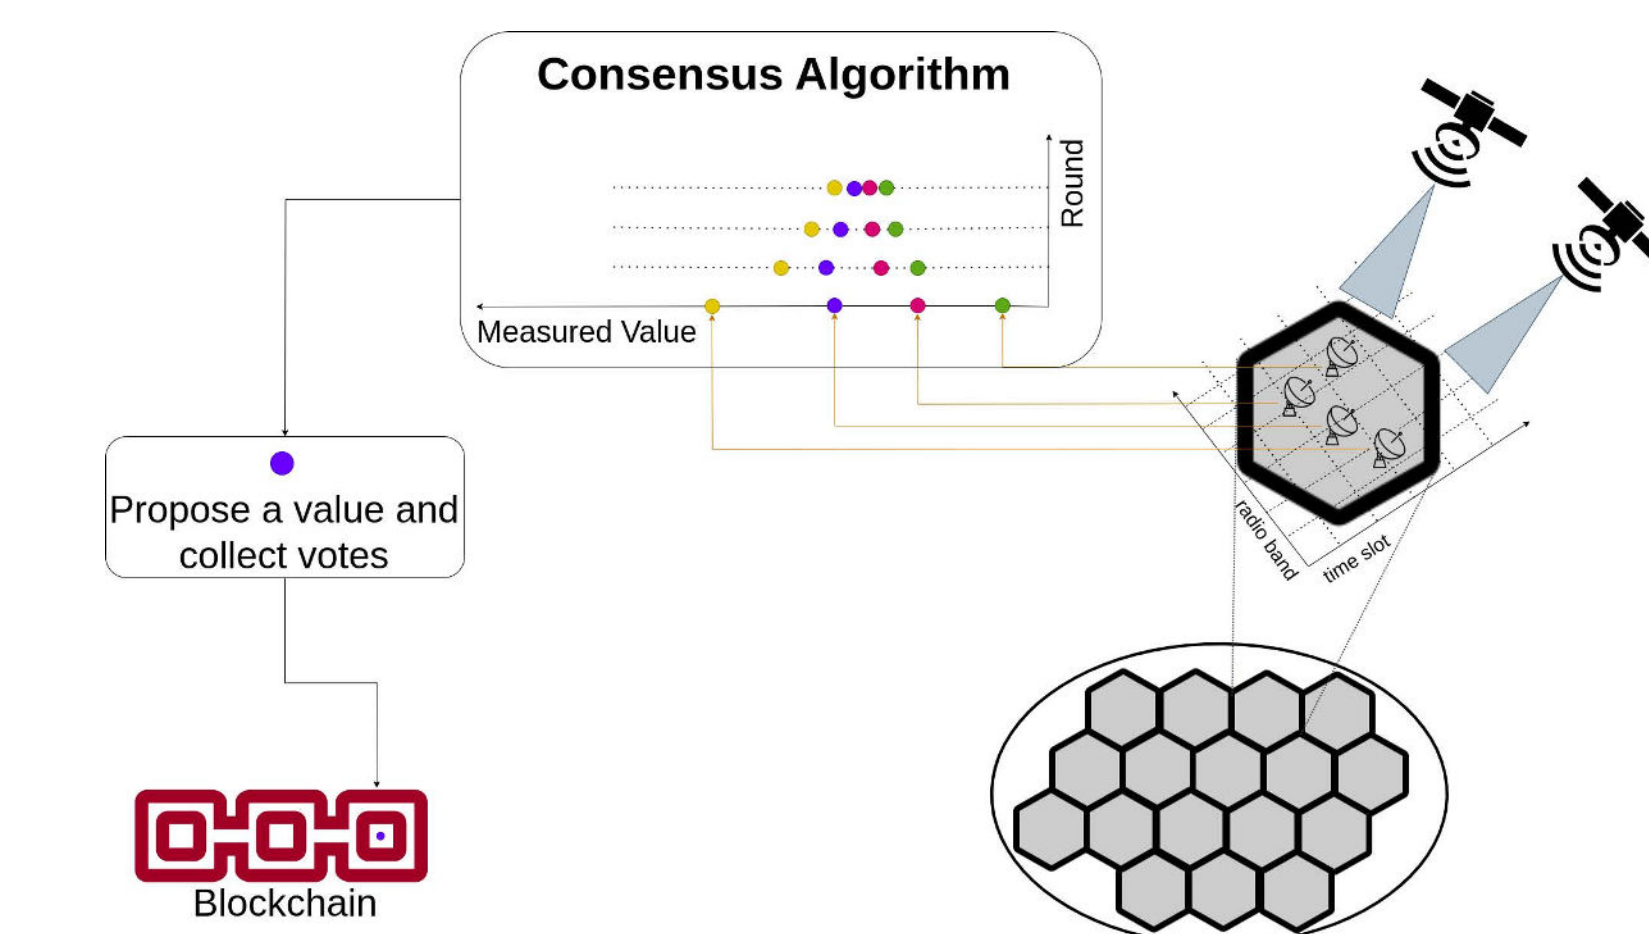 Consensus Algorithm
Round
Measured Value
Propose a value and
collect votes
radio band
time slot
Blockchain